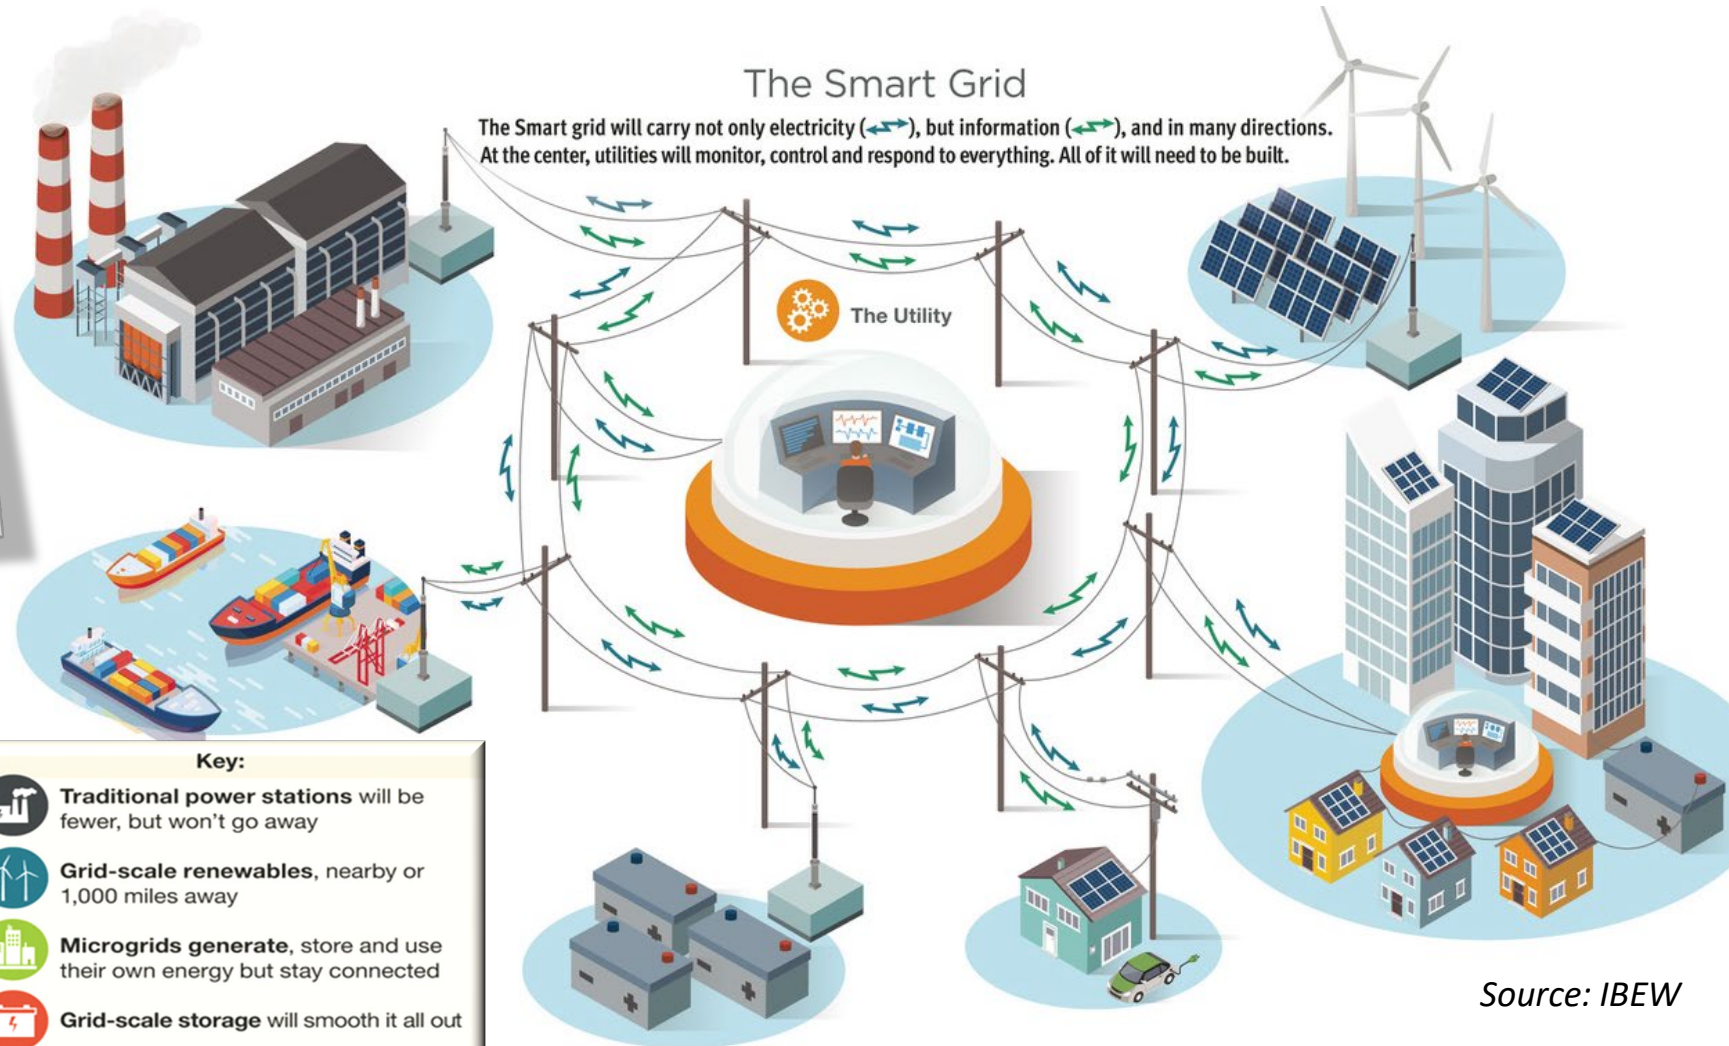 The Smart Grid
The Smart grid will carry not only electricity (), but information (), and in many directions.
At the center, utilities will monitor, control and respond to everything. All of it will need to be built.
The Utility
Key:
Traditional power stations will be
fewer, but won't go away
Grid-scale renewables, nearby or
1,000 miles away
Microgrids generate, store and use
their own energy but stay connected
Grid-scale storage will smooth it all out
Source: IBEW